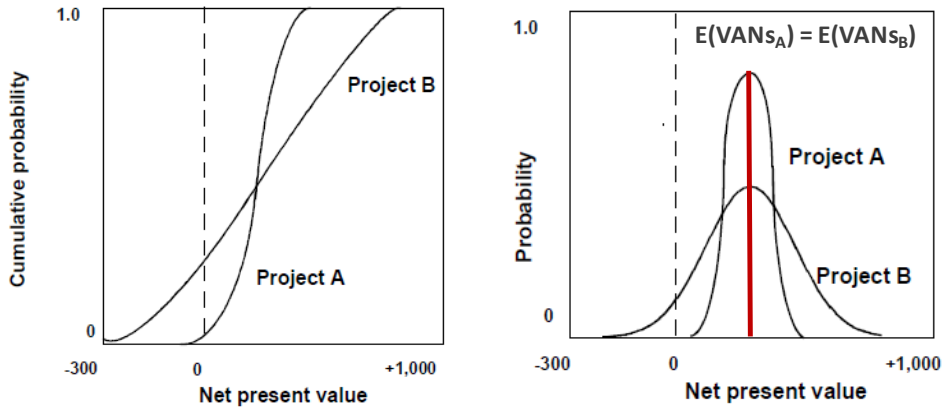 1.0
Cumulative probability
Project B
Project A
0
-300
0
+1,000
Net present value
1.0
E(VANsA) = E(VANsB)
Probability
Project A
Project B
0
-300
0
+1,000
Net present value